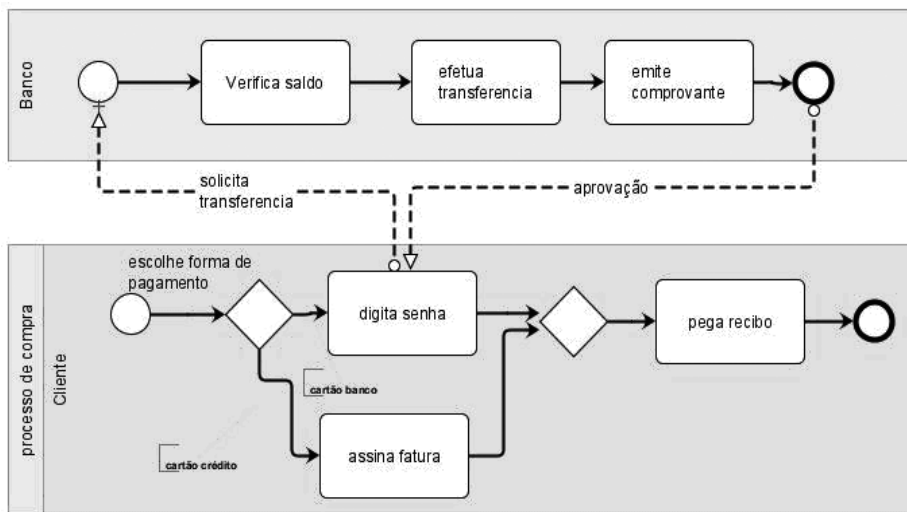 Banco
Verifica saldo
efetua
transferencia
emite
comprovante
solicita
transferencia
aprovação
processo de compra
Cliente
escolhe forma de
pagamento
digita senha
pega recibo
cartão banco
cartão crédito
assina fatura